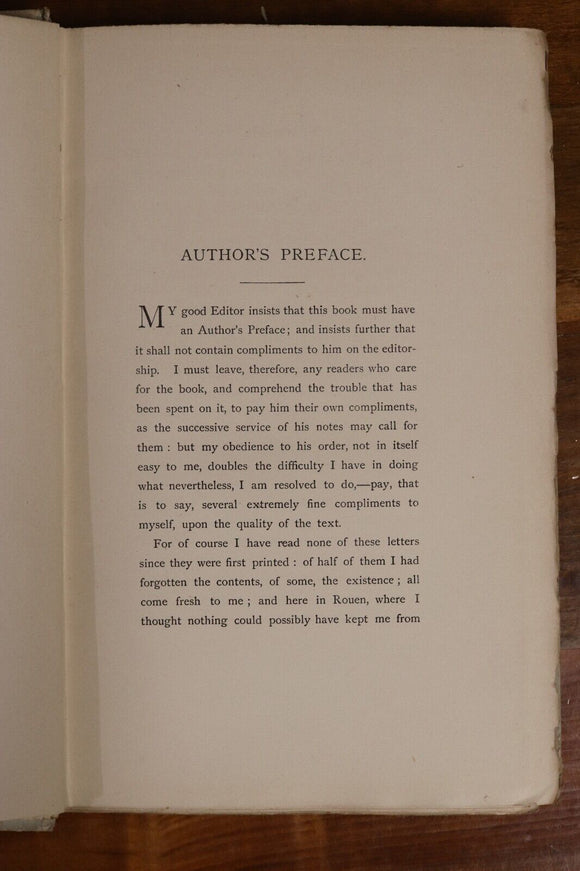 AUTHOR'S PREFACE.
MY good Editor insists that this book must have
an Author's Preface; and insists further that
it shall not contain compliments to him on the editor-
ship. I must leave, therefore, any readers who care
for the book, and comprehend the trouble that has
been spent on it, to pay him their own compliments,
as the successive service of his notes may call for
them : but my obedience to his order, not in itself
easy to me, doubles the difficulty I have in doing
what nevertheless, I am resolved to do,—pay, that
is to say, several extremely fine compliments to
myself, upon the quality of the text.
For of course I have read none of these letters
since they were first printed : of half of them I had
forgotten the contents, of some, the existence ; all
come fresh to me ; and here in Rouen, where I
thought nothing could possibly have kept me from